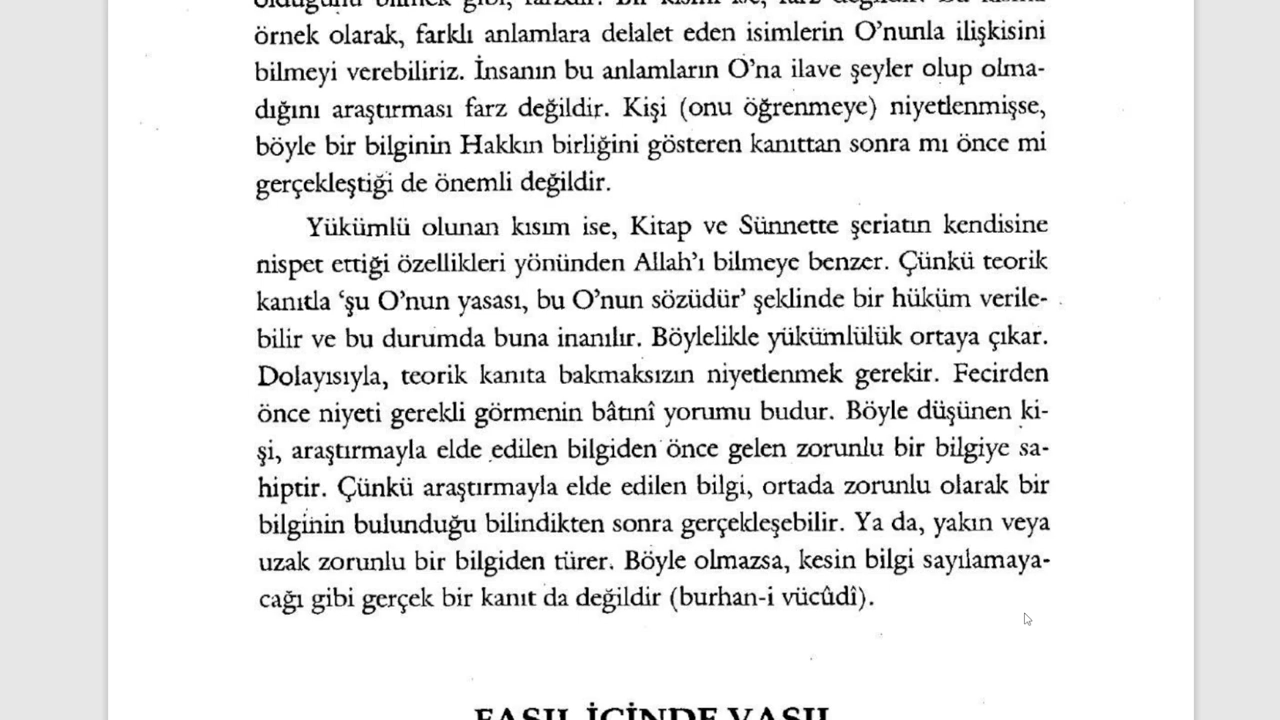 olduğunu bilmek gibi, farzdır. Bir kısmı ise, farz değildir. Bu kısma
örnek olarak, farklı anlamlara delalet eden isimlerin O’nunla ilişkisini
bilmeyi verebiliriz. İnsanın bu anlamların O’na ilave şeyler olup olma-
dığını araştırması farz değildir. Kişi (onu öğrenmeye) niyetlenmişse,
böyle bir bilginin Hakkın birliğini gösteren kanıttan sonra mı önce mi
gerçekleştiği de önemli değildir.
Yükümlü olunan kısım ise, Kitap ve Sünnette şeriatın kendisine
nispet ettiği özellikleri yönünden Allah’ı bilmeye benzer. Çünkü teorik
kanıtla ‘şu O’nun yasası, bu O’nun sözüdür’ şeklinde bir hüküm verile-
bilir ve bu durumda buna inanılır. Böylelikle yükümlülük ortaya çıkar.
Dolayısıyla, teorik kanıta bakmaksızın niyetlenmek gerekir. Fecirden
önce niyeti gerekli görmenin bâtınî yorumu budur. Böyle düşünen ki-
şi, araştırmayla elde edilen bilgiden önce gelen zorunlu bir bilgiye sa-
hiptir. Çünkü araştırmayla elde edilen bilgi, ortada zorunlu olarak bir
bilginin bulunduğu bilindikten sonra gerçekleşebilir. Ya da, yakın veya
uzak zorunlu bir bilgiden türer. Böyle olmazsa, kesin bilgi sayılamaya-
cağı gibi gerçek bir kanıt da değildir (burhan-i vücûdî).
FASIL İÇİNDE VASIL